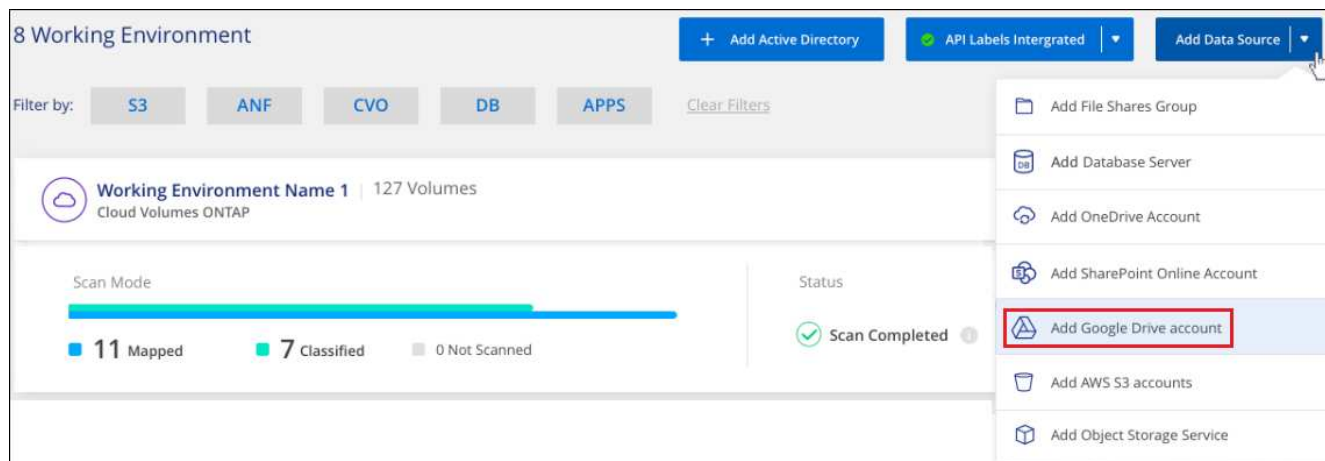 8 Working Environment
+ Add Active Directory
API Labels Intergrated
Add Data Source
Filter by:
S3
ANF
CVO
DB
APPS
Clear Filters
Add File Shares Group
DB
Add Database Server
Add OneDrive Account
Add SharePoint Online Account
Add Google Drive account
Add AWS S3 accounts
Add Object Storage Service
Working Environment Name 1 | 127 Volumes
Cloud Volumes ONTAP
Scan Mode
11 Mapped
7 Classified
0 Not Scanned
Status
Scan Completed